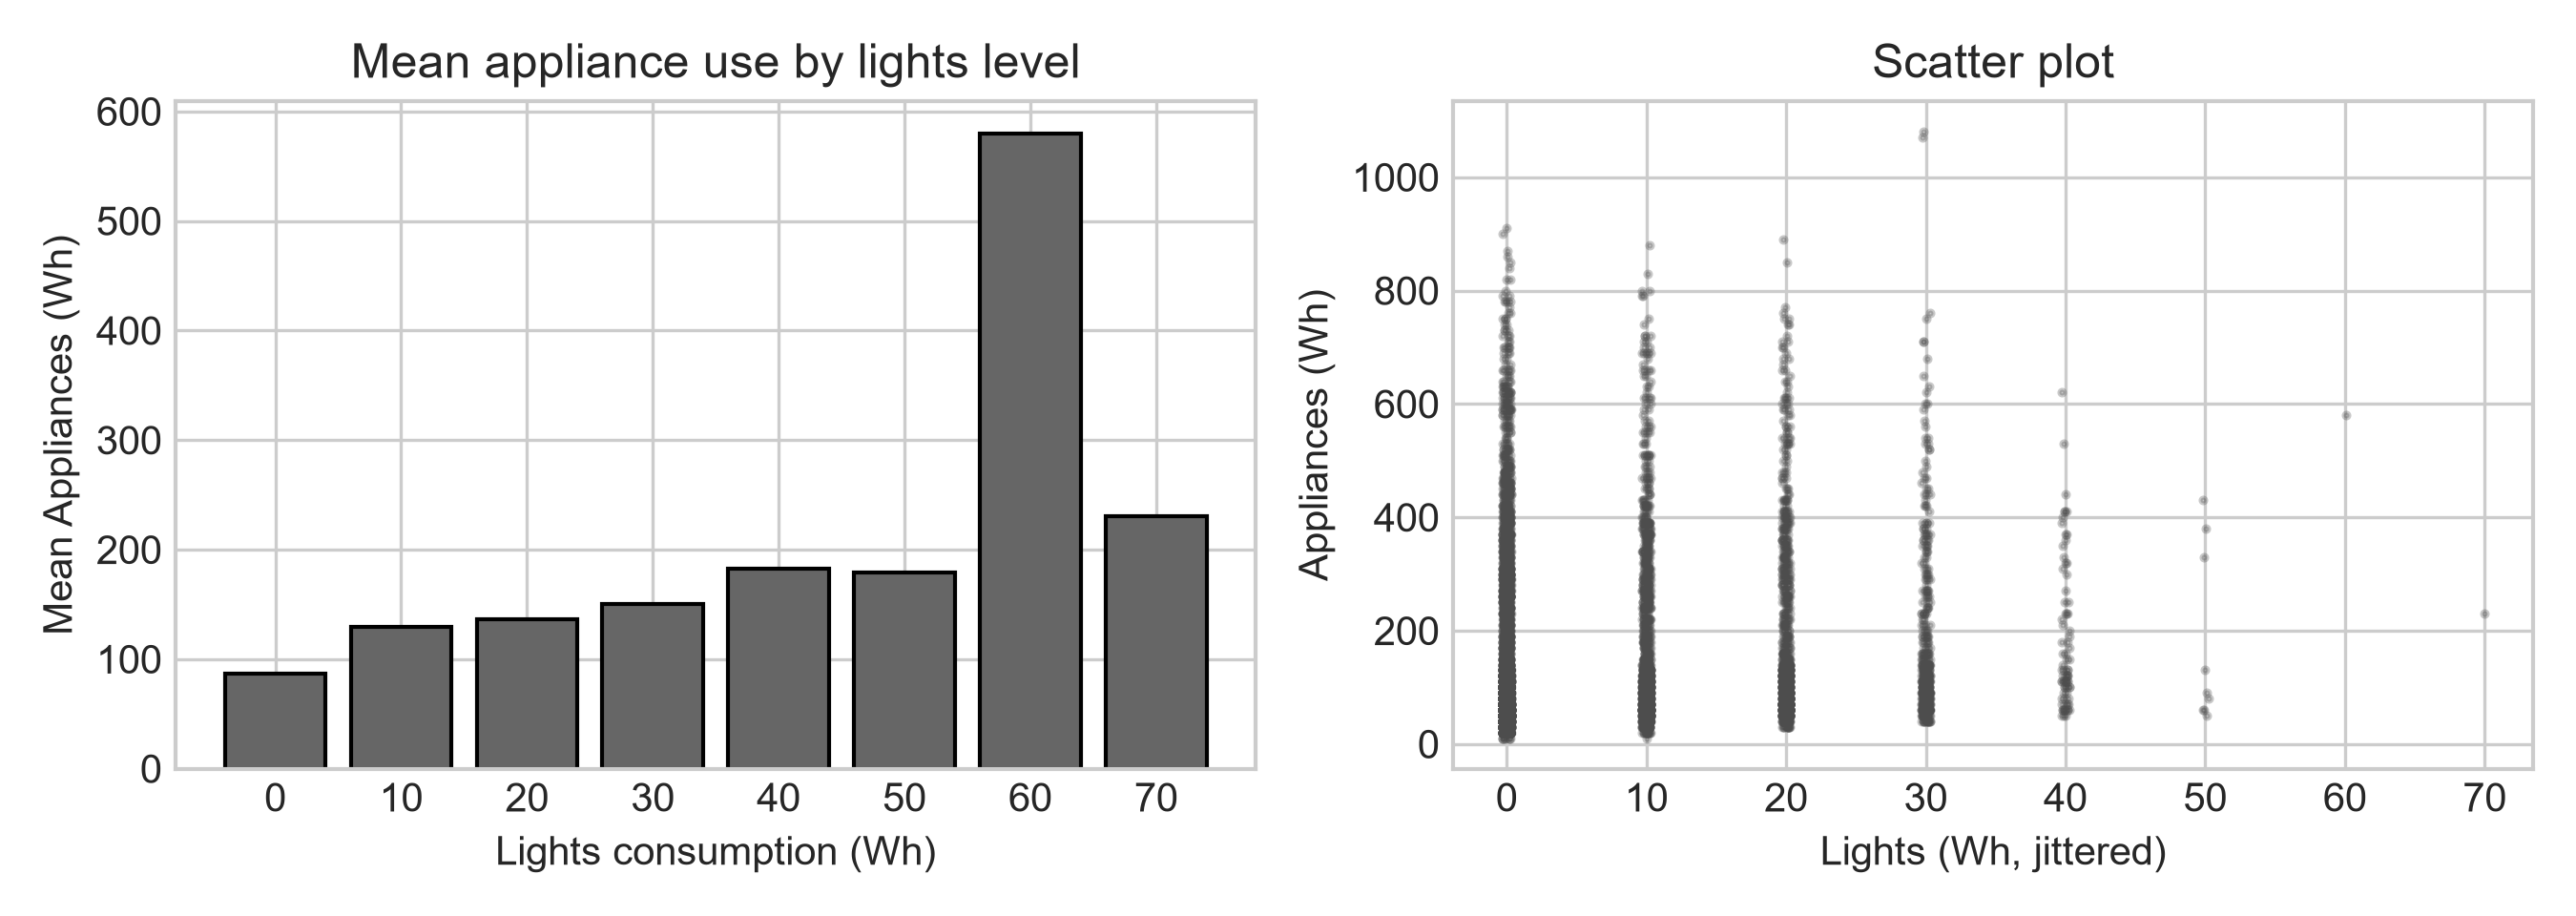 Mean appliance use by lights level
Mean Appliances (Wh)
600
500
400
300
200
100
0
0 10 20 30 40 50 60 70
Lights consumption (Wh)
Scatter plot
Appliances (Wh)
1000
800
600
400
200
0
0 10 20 30 40 50 60 70
Lights (Wh, jittered)